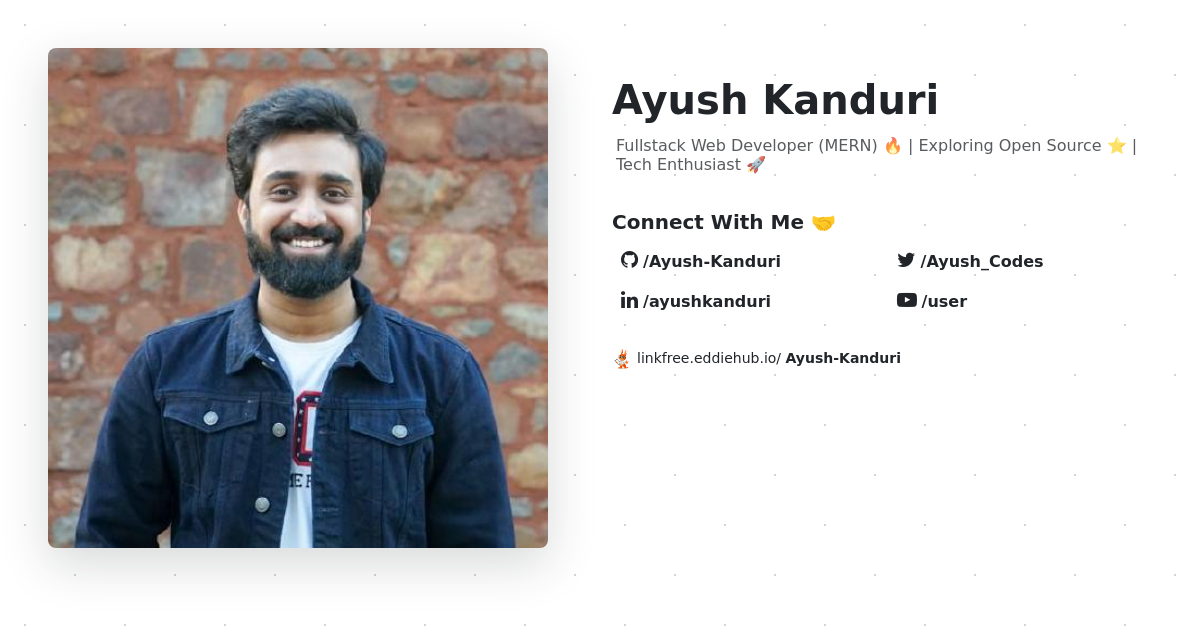 Ayush Kanduri
Fullstack Web Developer (MERN) 🔥 | Exploring Open Source ⭐ |
Tech Enthusiast 🚀
Connect With Me 🤝
/Ayush-Kanduri
/Ayush_Codes
/ayushkanduri
/user
linkfree.eddiehub.io/ Ayush-Kanduri